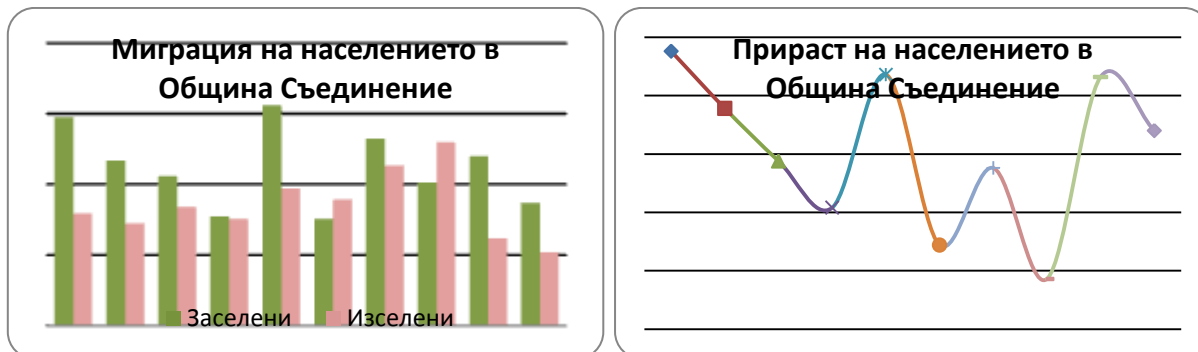 Миграция на населението в
Община Съединение
Заселени
Изселени
Прираст на населението в
Община Съединение